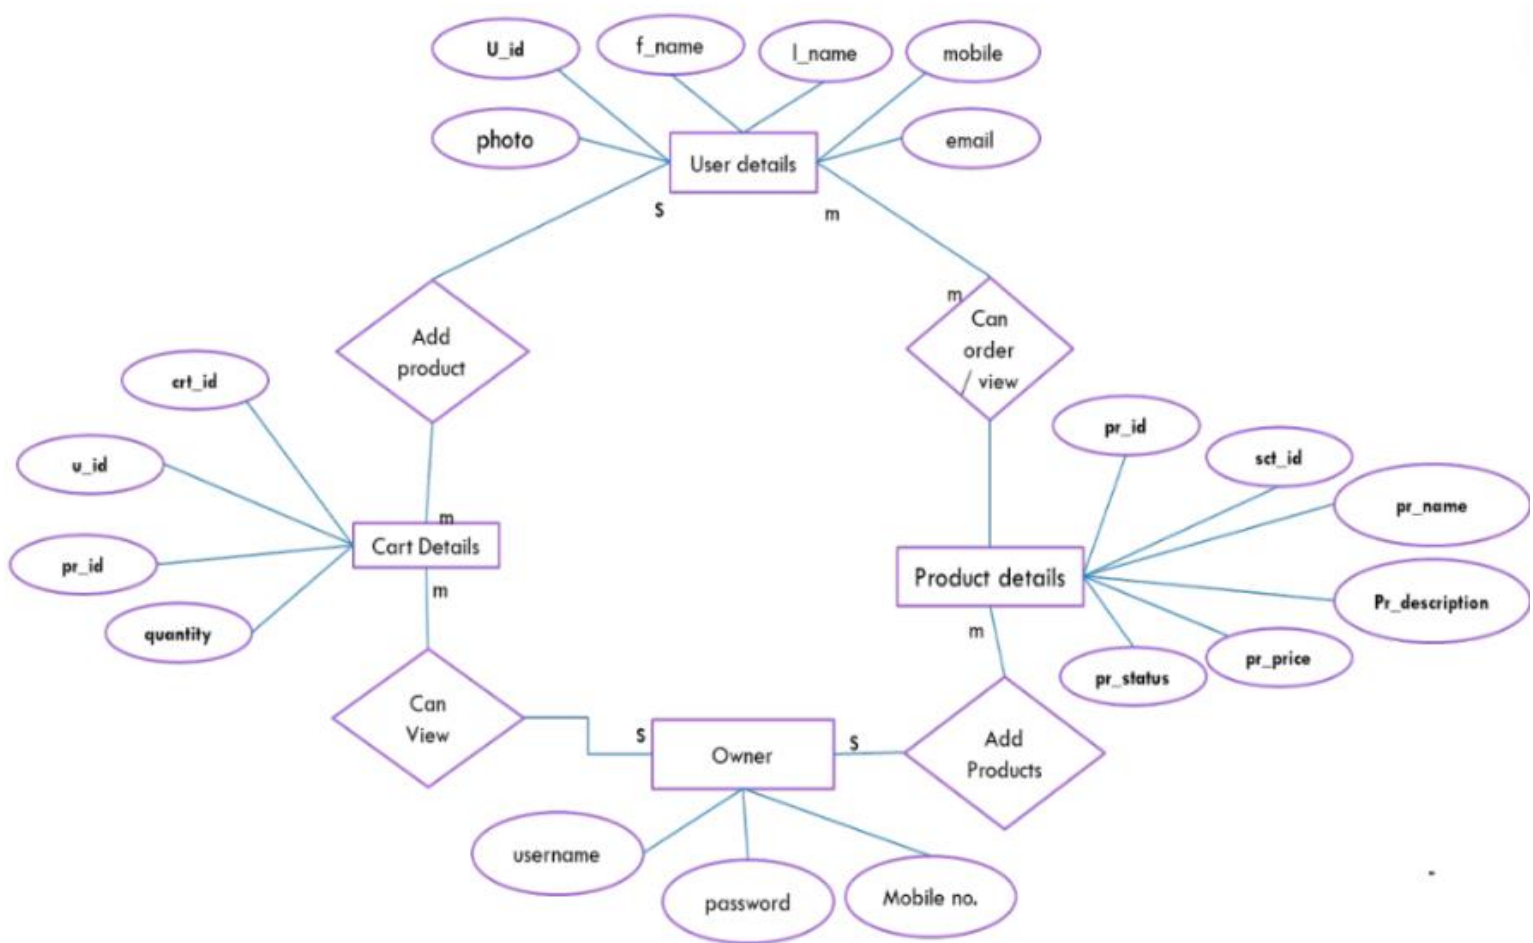 U_id
f_name
l_name
mobile
photo
email
User details
S
m
Add
product
m
Can
order
/ view
crt_id
u_id
pr_id
quantity
m
Cart Details
m
pr_id
sct_id
pr_name
Pr_description
pr_price
pr_status
Product details
m
Can
View
S
Owner
S
Add
Products
username
password
Mobile no.